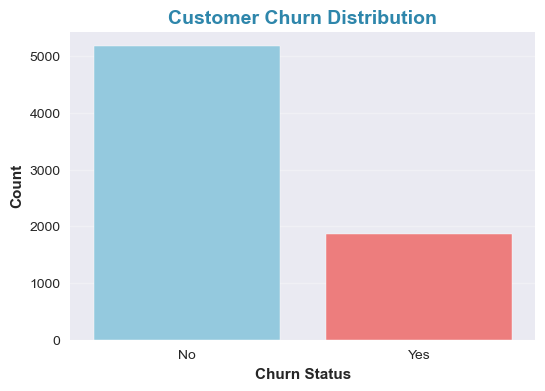 Customer Churn Distribution
5000
4000
3000
2000
1000
0
Count
No Yes
Churn Status